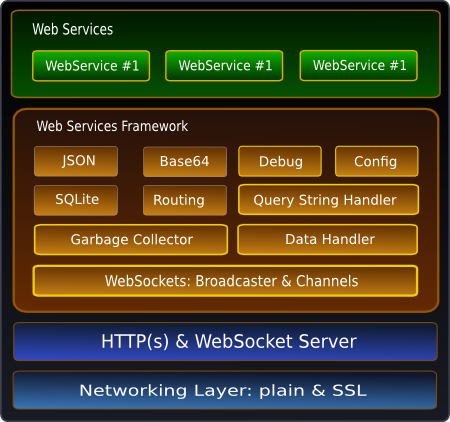 Web Services
WebService #1 WebService #1 WebService #1
Web Services Framework
JSON Base64 Debug Config
SQLite Routing Query String Handler
Garbage Collector Data Handler
WebSockets: Broadcaster & Channels
HTTP(s) & WebSocket Server
Networking Layer: plain & SSL